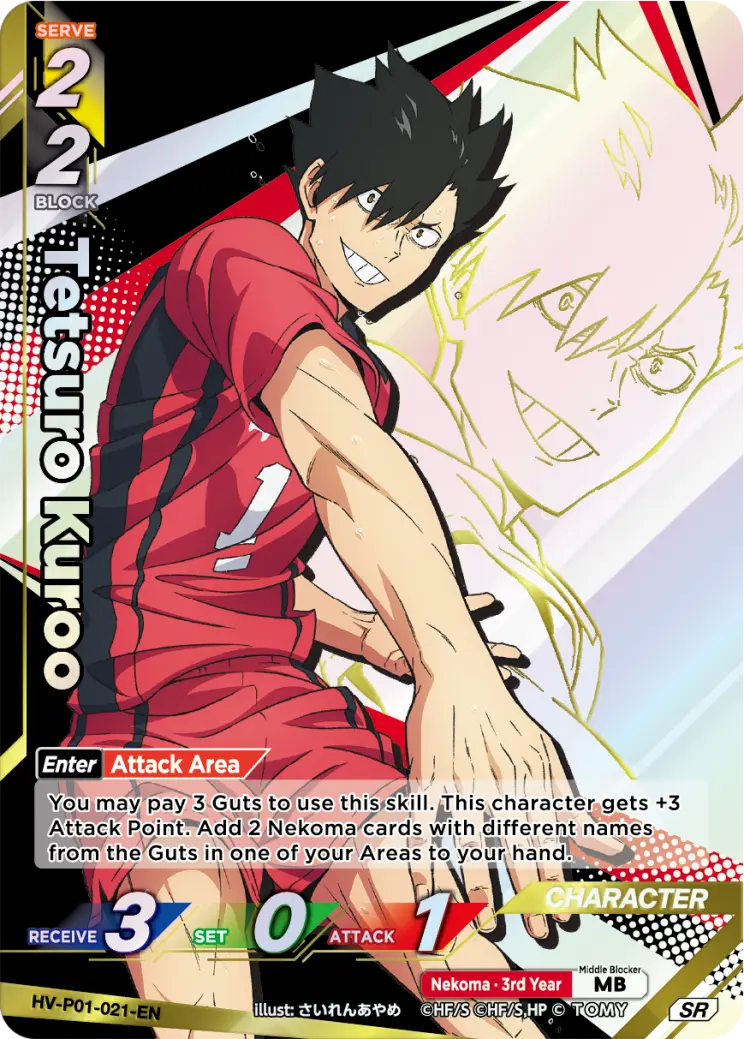 SERVE
2
2
BLOCK
Tetsuro Kuroo
1
Enter Attack Area
You may pay 3 Guts to use this skill. This character gets +3
Attack Point. Add 2 Nekoma cards with different names
from the Guts in one of your Areas to your hand.
CHARACTER
RECEIVE 3 SET 0 ATTACK 1
Nekoma · 3rd Year Middle Blocker MB
HV-P01-021-EN illust: さいれんあやめ ©HF/S ©HF/S,HP © TOMY SR